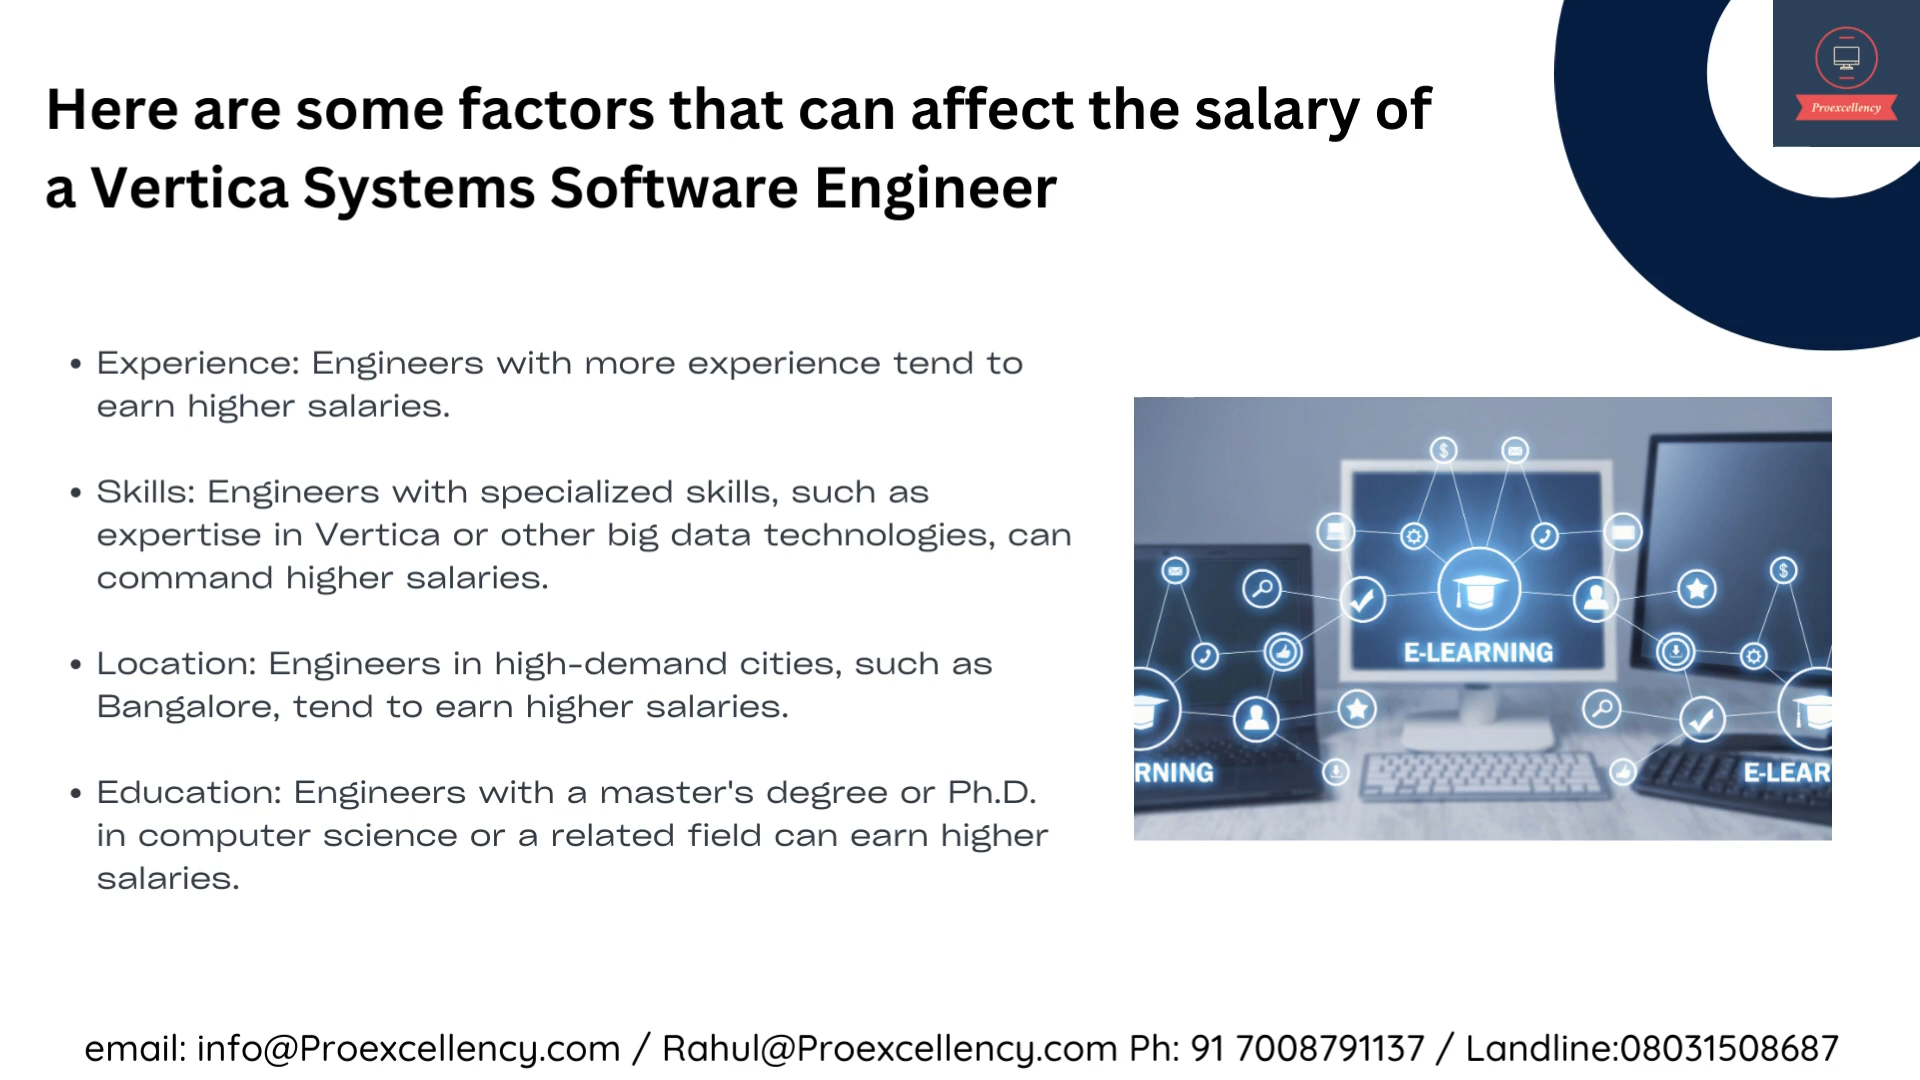 Proexcellency
Here are some factors that can affect the salary of
a Vertica Systems Software Engineer
• Experience: Engineers with more experience tend to
earn higher salaries.
• Skills: Engineers with specialized skills, such as
expertise in Vertica or other big data technologies, can
command higher salaries.
• Location: Engineers in high-demand cities, such as
Bangalore, tend to earn higher salaries.
• Education: Engineers with a master's degree or Ph.D.
in computer science or a related field can earn higher
salaries.
E-LEARNING
RNING
E-LEAR
email: info@Proexcellency.com / Rahul@Proexcellency.com Ph: 91 7008791137 / Landline:08031508687